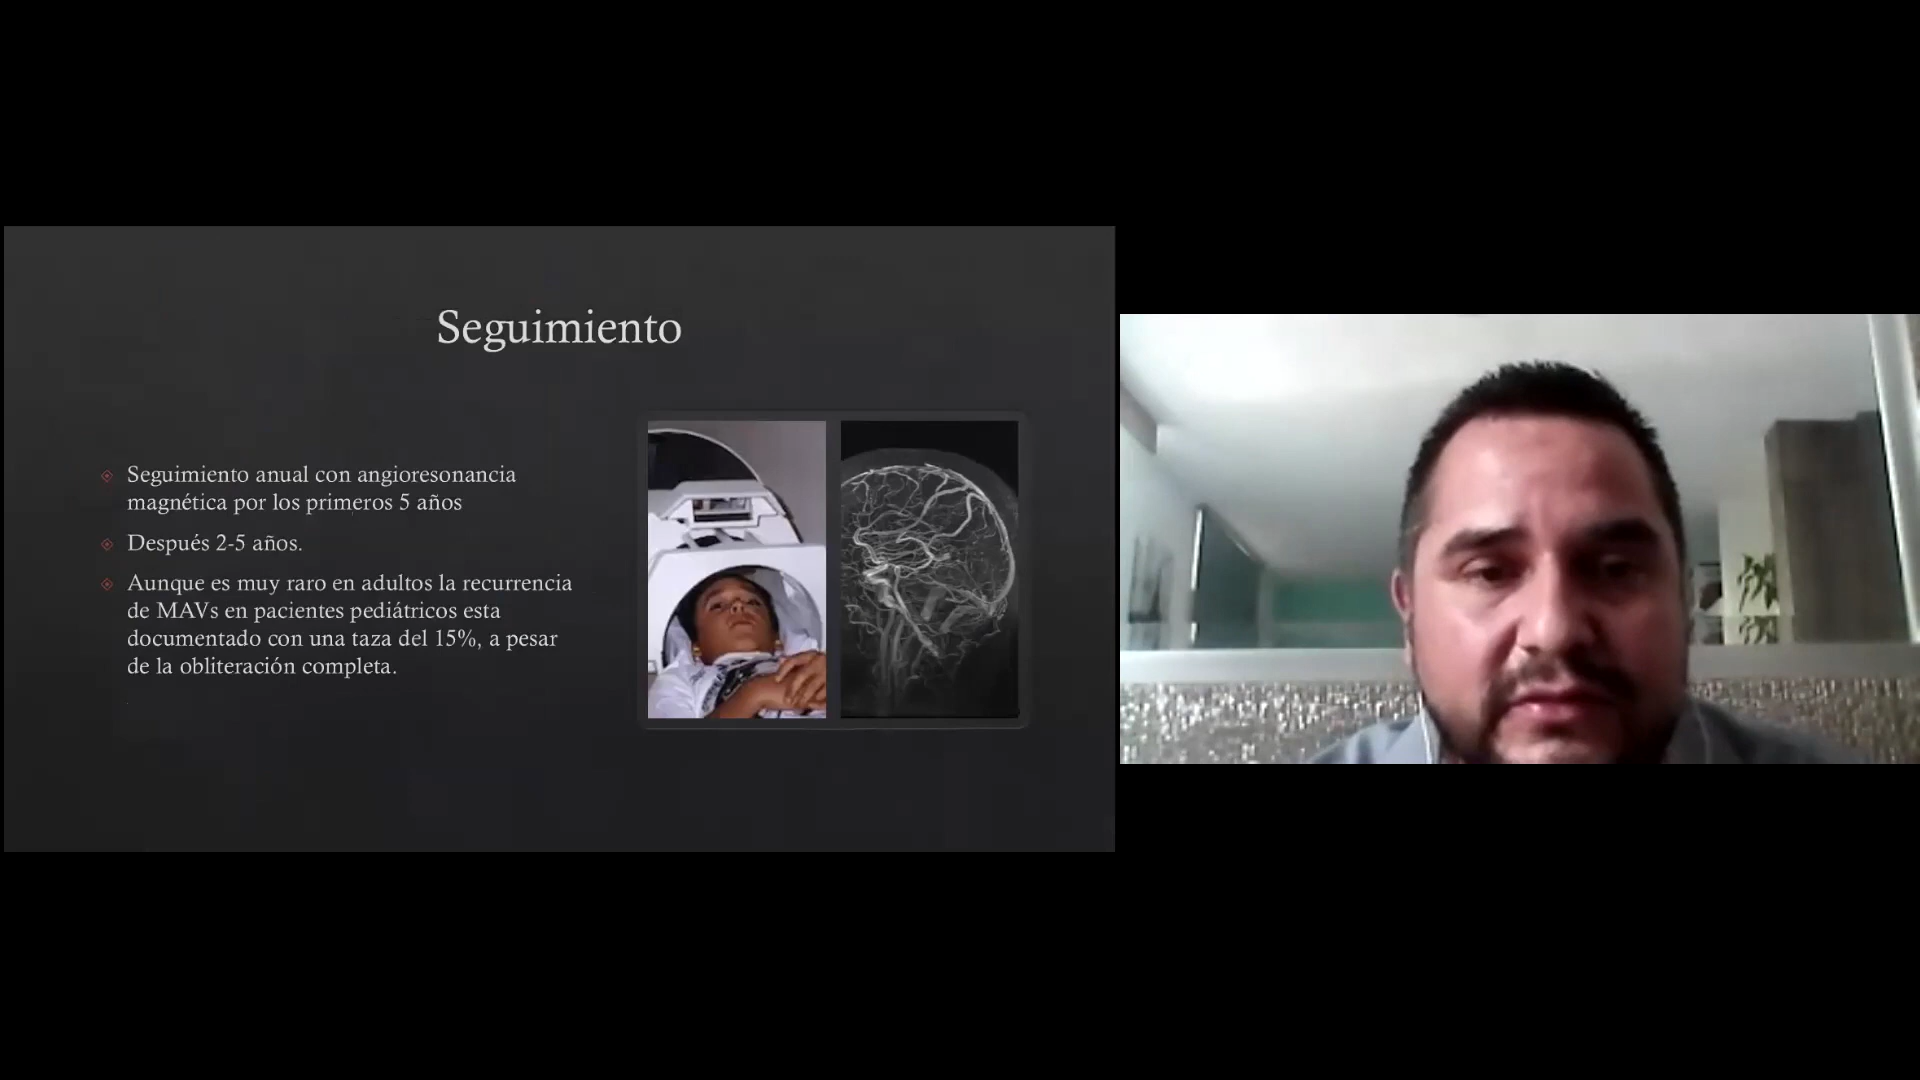 Seguimiento
Seguimiento anual con angioresonancia
magnética por los primeros 5 años
Después 2-5 años.
Aunque es muy raro en adultos la recurrencia
de MAVs en pacientes pediátricos esta
documentado con una taza del 15%, a pesar
de la obliteración completa.